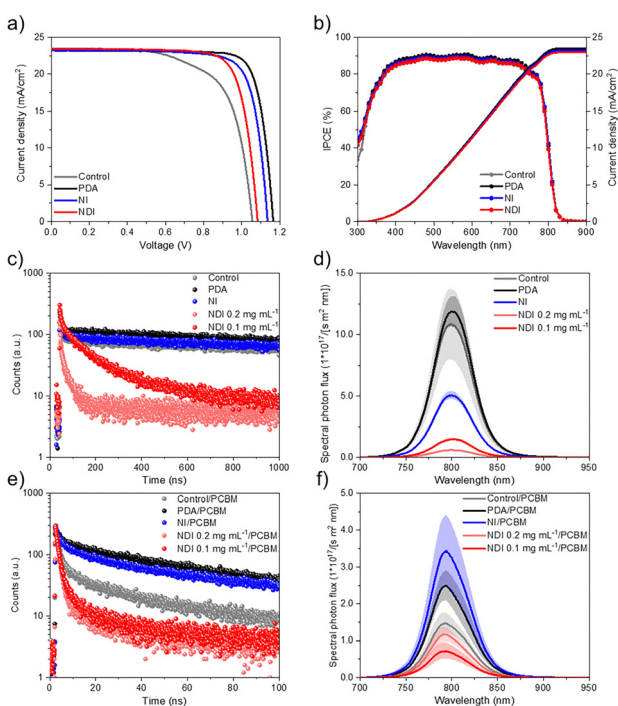 a)
25
20
15
10
5
0
Current density (mA/cm²)
Control
PDA
NI
NDI
0.0 0.2 0.4 0.6 0.8 1.0 1.2
Voltage (V)
b)
100
80
60
40
20
0
IPCE (%)
25
20
15
10
5
0
Current density (mA/cm²)
Control
PDA
NI
NDI
300 400 500 600 700 800 900
Wavelength (nm)
c)
1000
100
10
1
Counts (a.u.)
Control
PDA
NI
NDI 0.2 mg mL⁻¹
NDI 0.1 mg mL⁻¹
0 200 400 600 800 1000
Time (ns)
d)
15.0
10.0
5.0
0.0
Spectral photon flux (1*10¹⁷/[s m² nm])
Control
PDA
NI
NDI 0.2 mg mL⁻¹
NDI 0.1 mg mL⁻¹
700 750 800 850 900 950
Wavelength (nm)
e)
1000
100
10
1
Counts (a.u.)
Control/PCBM
PDA/PCBM
NI/PCBM
NDI 0.2 mg mL⁻¹/PCBM
NDI 0.1 mg mL⁻¹/PCBM
0 20 40 60 80 100
Time (ns)
f)
5.0
4.0
3.0
2.0
1.0
0.0
Spectral photon flux (1*10¹⁷/[s m² nm])
Control/PCBM
PDA/PCBM
NI/PCBM
NDI 0.2 mg mL⁻¹/PCBM
NDI 0.1 mg mL⁻¹/PCBM
700 750 800 850 900 950
Wavelength (nm)